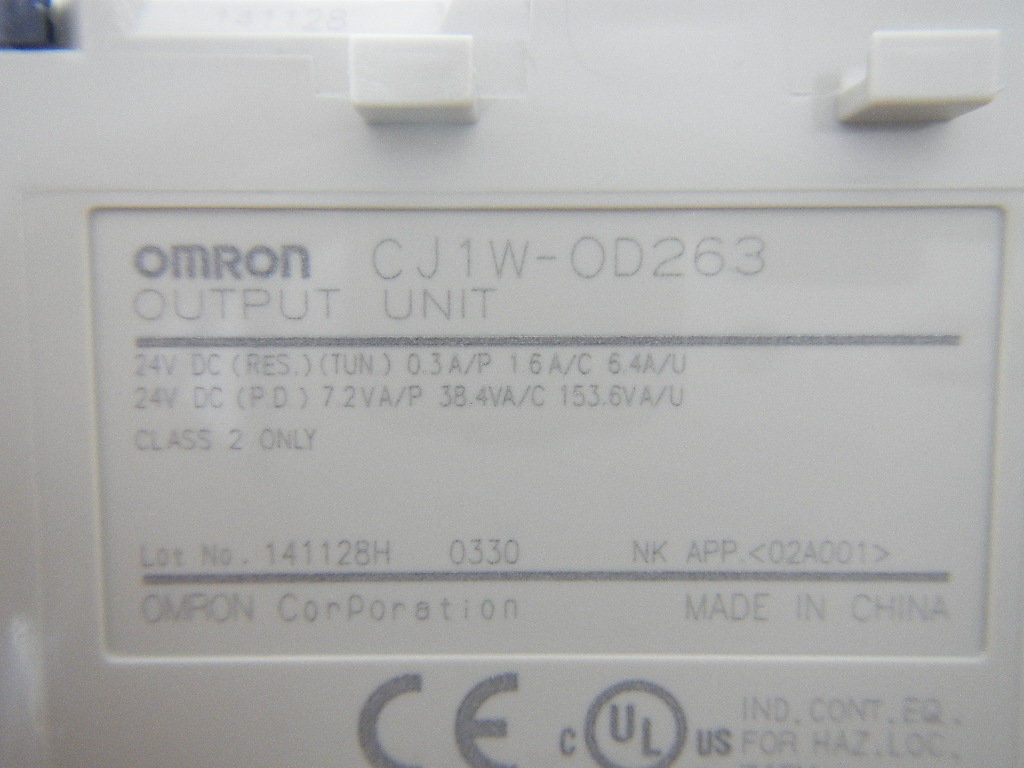 141128
OMRON CJ1W-OD263
OUTPUT UNIT
24V DC (RES.)(TUN.) 0.3A/P 1.6A/C 6.4A/U
24V DC (P.D.) 7.2VA/P 38.4VA/C 153.6VA/U
CLASS 2 ONLY
Lot No. 141128H 0330 NK APP.<02A001>
OMRON CorPoration MADE IN CHINA
CE C UL US IND. CONT. EQ.
FOR HAZ. LOC.